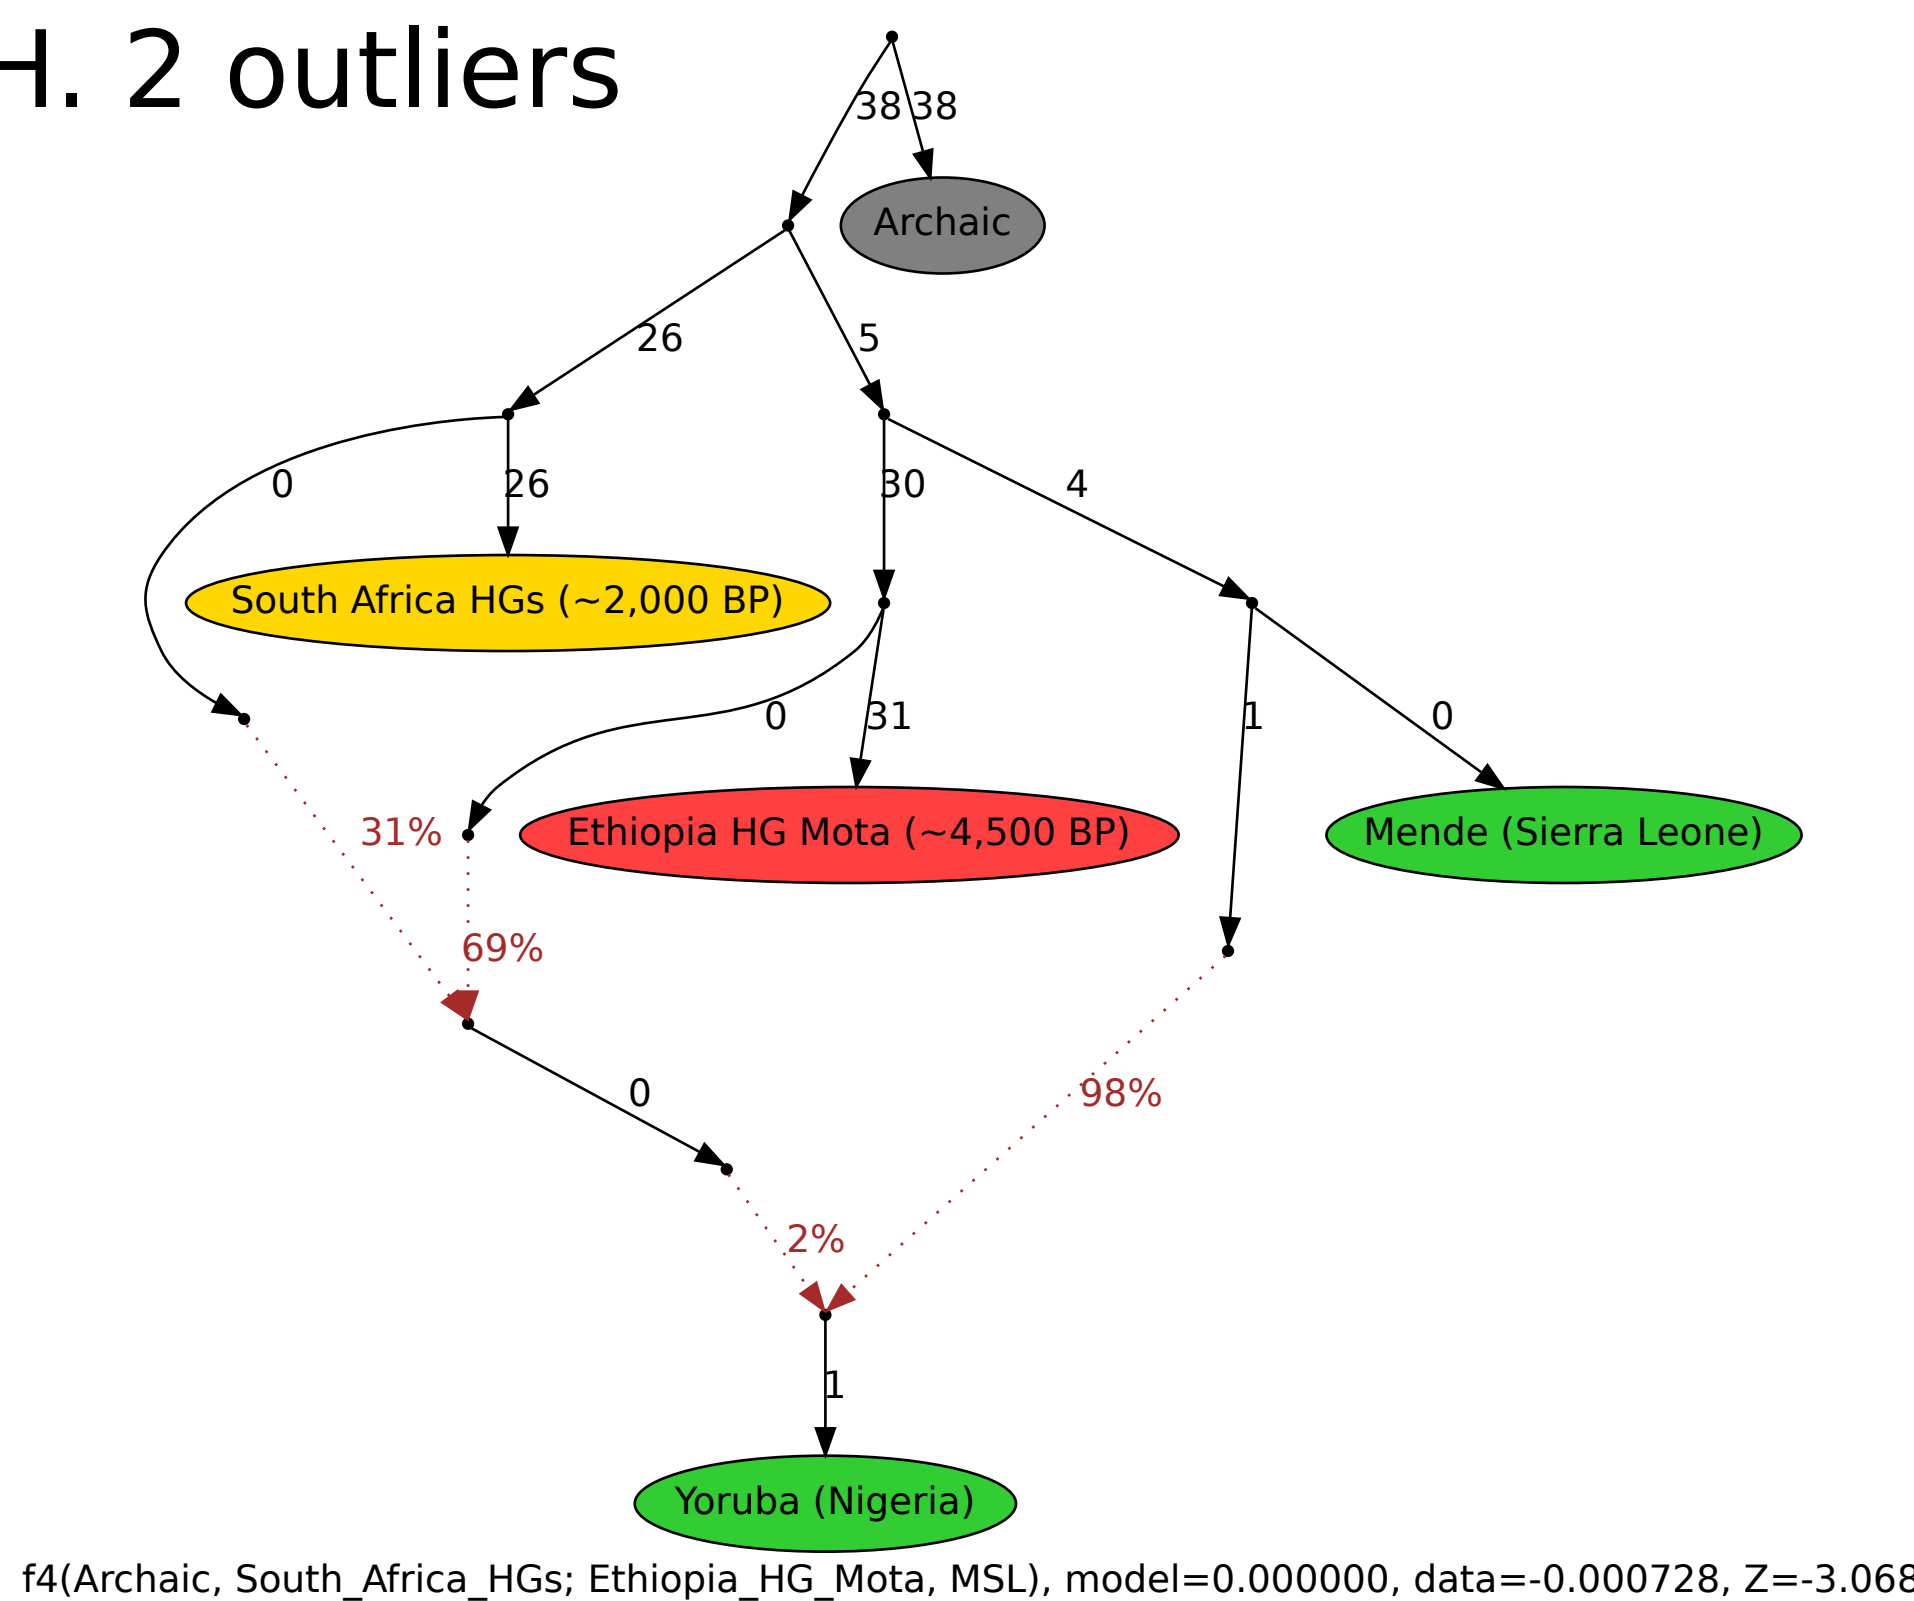 H. 2 outliers
38 38
Archaic
26 5
0 26 30 4
South Africa HGs (~2,000 BP)
0 31 1 0
31% Ethiopia HG Mota (~4,500 BP) Mende (Sierra Leone)
69%
0 98%
2%
1
Yoruba (Nigeria)
f4(Archaic, South_Africa_HGs; Ethiopia_HG_Mota, MSL), model=0.000000, data=-0.000728, Z=-3.068